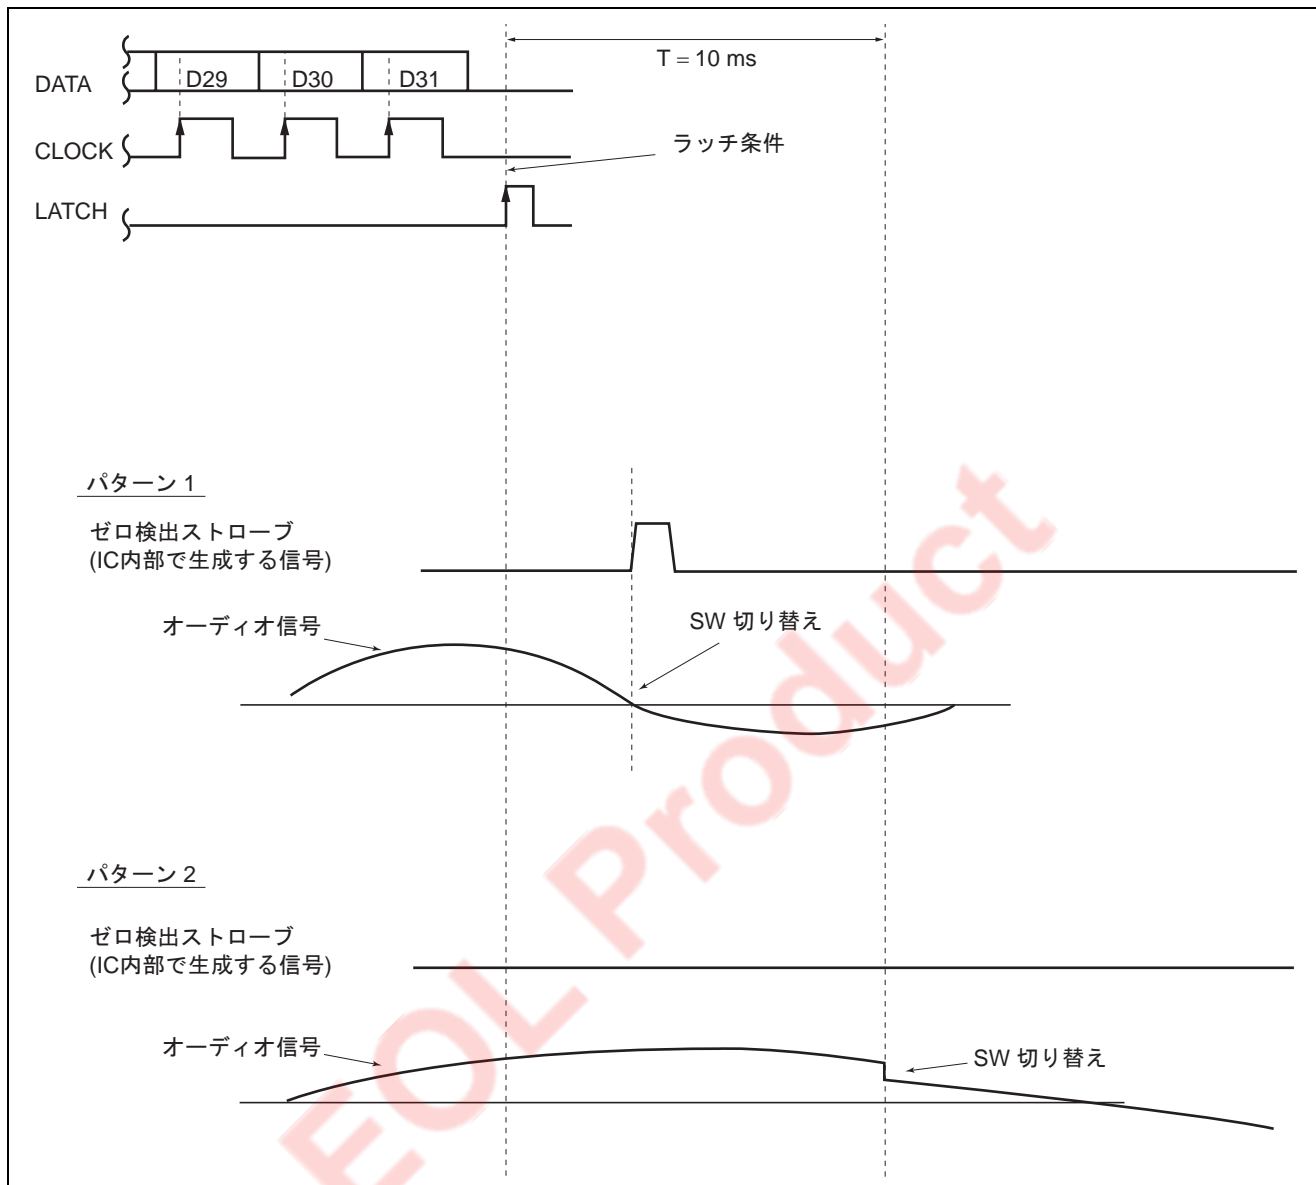 T = 10 ms
DATA
D29
D30
D31
CLOCK
ラッチ条件
LATCH
パターン 1
ゼロ検出ストローブ
(IC内部で生成する信号)
オーディオ信号
SW 切り替え
パターン 2
ゼロ検出ストローブ
(IC内部で生成する信号)
オーディオ信号
SW 切り替え
EOL Product